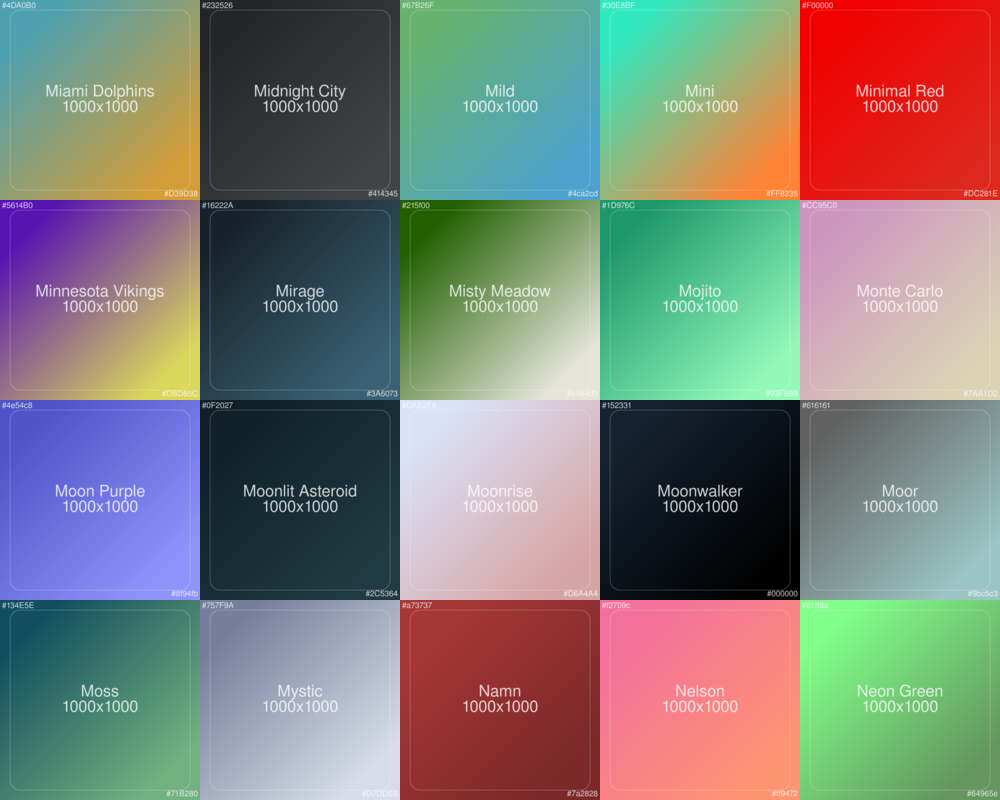 #4DA0B0
Miami Dolphins
1000x1000
#D39D38
#232526
Midnight City
1000x1000
#414345
#67B26F
Mild
1000x1000
#4ca2cd
#30E8BF
Mini
1000x1000
#FF8235
#F00000
Minimal Red
1000x1000
#DC281E
#5614B0
Minnesota Vikings
1000x1000
#DBD65C
#16222A
Mirage
1000x1000
#3A6073
#215f00
Misty Meadow
1000x1000
#e4e4d9
#1D976C
Mojito
1000x1000
#93F9B9
#CC95C0
Monte Carlo
1000x1000
#7AA1D2
#4e54c8
Moon Purple
1000x1000
#8f94fb
#0F2027
Moonlit Asteroid
1000x1000
#2C5364
#DAE2F8
Moonrise
1000x1000
#D6A4A4
#152331
Moonwalker
1000x1000
#000000
#616161
Moor
1000x1000
#9bc5c3
#134E5E
Moss
1000x1000
#71B280
#757F9A
Mystic
1000x1000
#D7DDE8
#a73737
Namn
1000x1000
#7a2828
#f2709c
Nelson
1000x1000
#ff9472
#81ff8a
Neon Green
1000x1000
#64965e